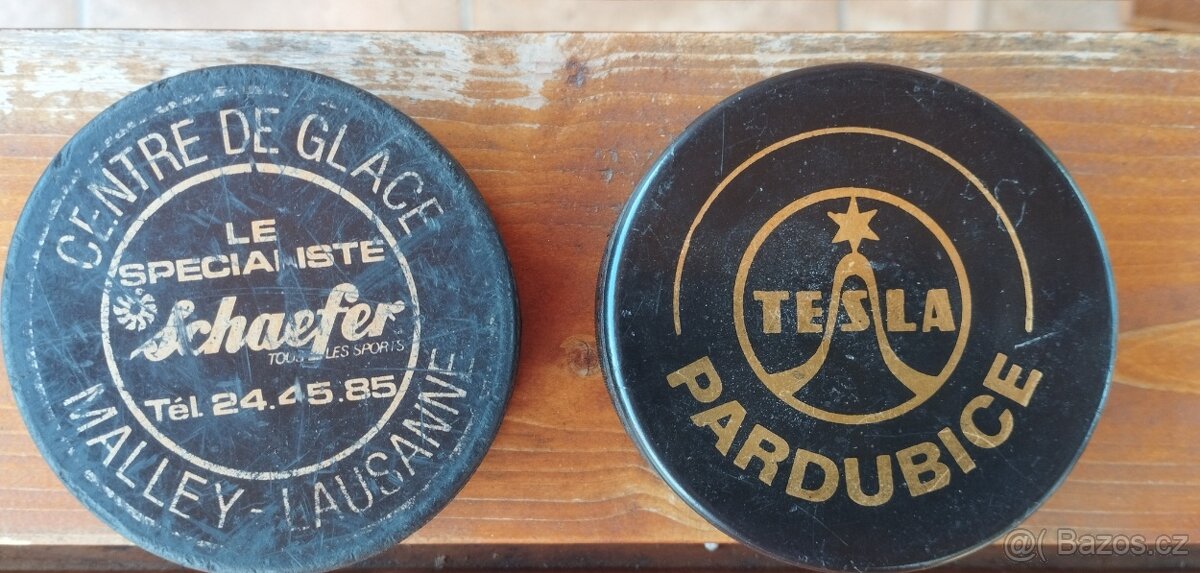 CENTRE DE GLACE
LE
SPECIALISTE
Schaefer
TOUS LES SPORTS
Tél. 24.45.85
MALLEY - LAUSANNE
TESLA
PARDUBICE
@( Bazos.cz